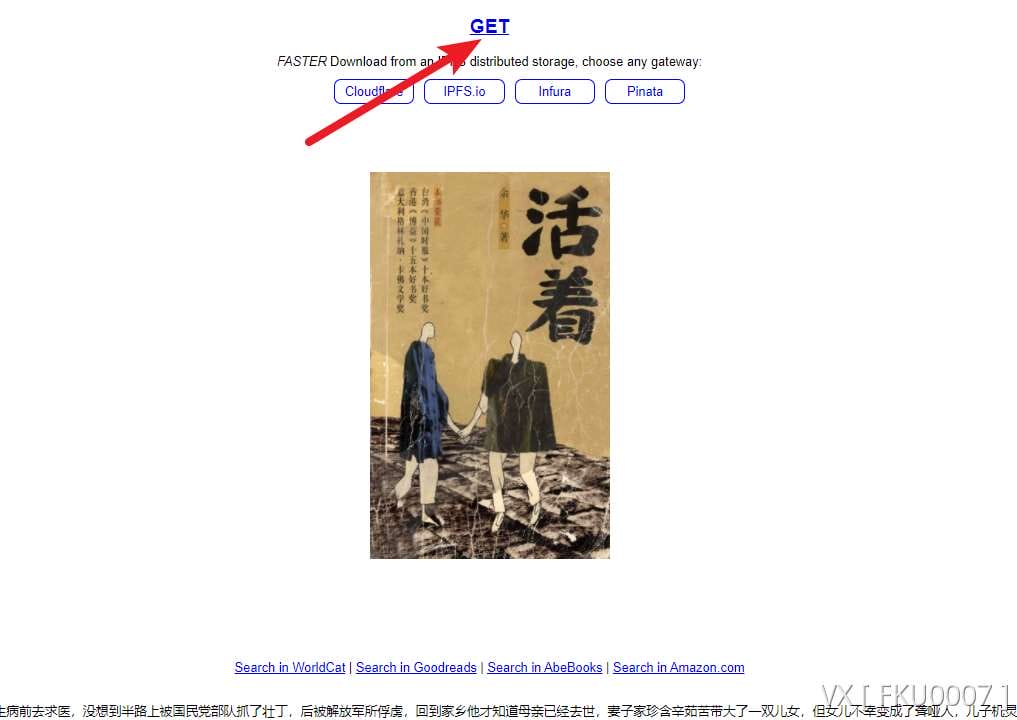 GET
FASTER Download from an IPFS distributed storage, choose any gateway:
Cloudflare IPFS.io Infura Pinata
活着
余华 著
本书荣获
台湾《中国时报》十本好书奖
香港《博益》十五本好书奖
意大利格林扎纳·卡佛文学奖
Search in WorldCat | Search in Goodreads | Search in AbeBooks | Search in Amazon.com
生病前去求医，没想到半路上被国民党部队抓了壮丁，后被解放军所俘虏，回到家乡他才知道母亲已经去世，妻子家珍含辛茹苦带大了一双儿女，但女儿不幸变成了聋哑人，儿子机灵
VX [ FKU0007 ]